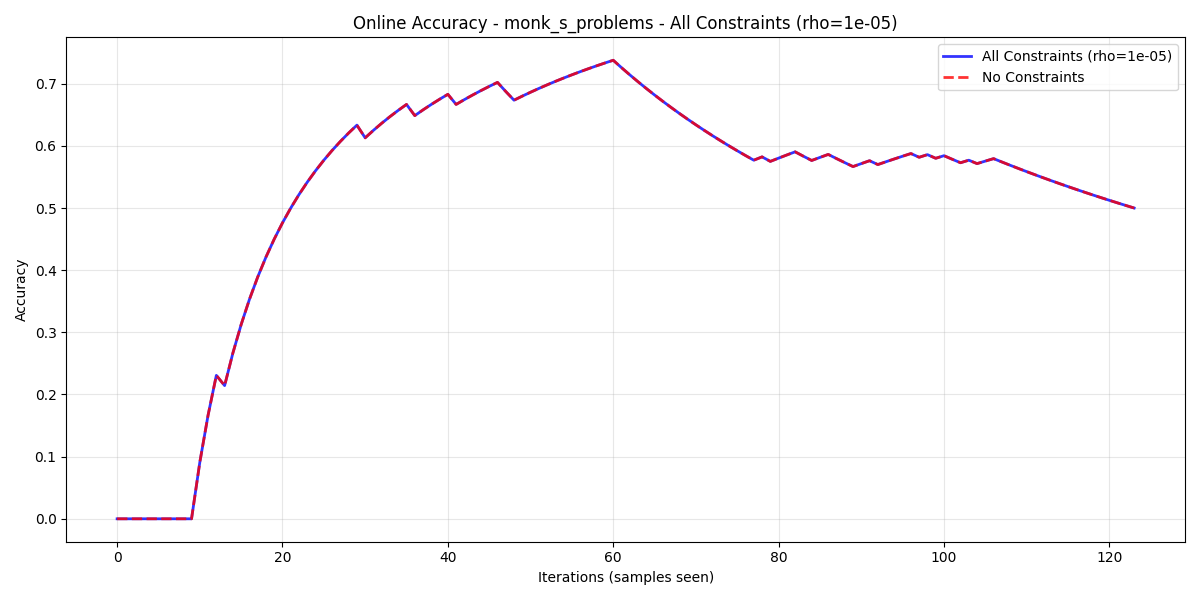 Online Accuracy - monk_s_problems - All Constraints (rho=1e-05)
All Constraints (rho=1e-05)
No Constraints
Accuracy
0.7
0.6
0.5
0.4
0.3
0.2
0.1
0.0
0 20 40 60 80 100 120
Iterations (samples seen)